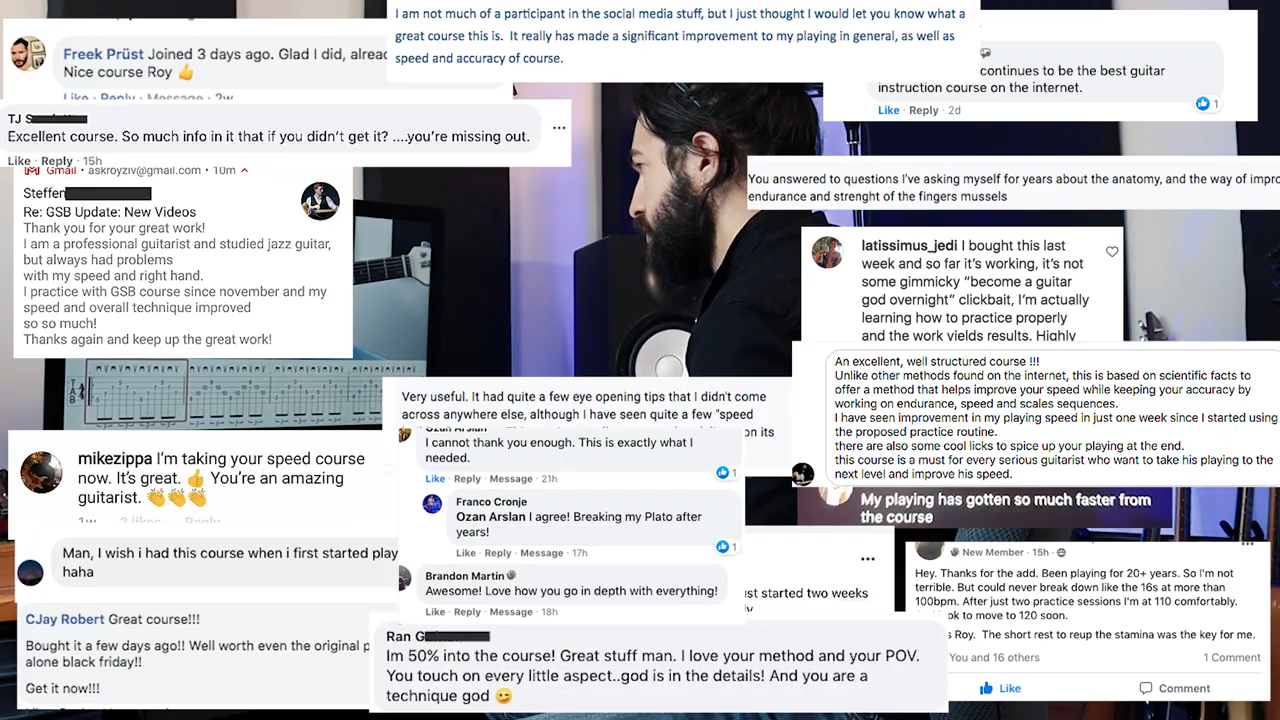 I am not much of a participant in the social media stuff, but I just thought I would let you know what a
great course this is. It really has made a significant improvement to my playing in general, as well as
speed and accuracy of course.
Freek Prüst Joined 3 days ago. Glad I did, alread
Nice course Roy 👍
Like · Reply · Message · 2w
continues to be the best guitar
instruction course on the internet.
1
Like · Reply · 2d
TJ S
Excellent course. So much info in it that if you didn't get it? ....you're missing out.
Like · Reply · 15h
Gmail · askroyziv@gmail.com · 10m
Steffen
Re: GSB Update: New Videos
Thank you for your great work!
I am a professional guitarist and studied jazz guitar,
but always had problems
with my speed and right hand.
I practice with GSB course since november and my
speed and overall technique improved
so so much!
Thanks again and keep up the great work!
You answered to questions I've asking myself for years about the anatomy, and the way of impro
endurance and strenght of the fingers mussels
latissimus_jedi I bought this last
week and so far it's working, it's not
some gimmicky “become a guitar
god overnight” clickbait, I'm actually
learning how to practice properly
and the work yields results. Highly
An excellent, well structured course !!!
Unlike other methods found on the internet, this is based on scientific facts to
offer a method that helps improve your speed while keeping your accuracy by
working on endurance, speed and scales sequences.
I have seen improvement in my playing speed in just one week since I started using
the proposed practice routine.
there are also some cool licks to spice up your playing at the end.
this course is a must for every serious guitarist who want to take his playing to the
next level and improve his speed.
Very useful. It had quite a few eye opening tips that I didn't come
across anywhere else, although I have seen quite a few "speed
on its
Ozan Arslan
I cannot thank you enough. This is exactly what I
needed.
1
Like · Reply · Message · 21h
Franco Cronje
Ozan Arslan I agree! Breaking my Plato after
years!
1
Like · Reply · Message · 17h
Brandon Martin
Awesome! Love how you go in depth with everything!
Like · Reply · Message · 18h
mikezippa I'm taking your speed course
now. It's great. 👍 You're an amazing
guitarist. 👏👏👏
1w 2 likes Reply
My playing has gotten so much faster from
the course
Man, I wish i had this course when i first started play
haha
ust started two weeks
New Member · 15h
Hey. Thanks for the add. Been playing for 20+ years. So I'm not
terrible. But could never break down like the 16s at more than
100bpm. After just two practice sessions I'm at 110 comfortably.
to move to 120 soon.
s Roy. The short rest to reup the stamina was the key for me.
You and 16 others 1 Comment
Like Comment
CJay Robert Great course!!!
Bought it a few days ago!! Well worth even the original p
alone black friday!!
Get it now!!!
Ran G
Im 50% into the course! Great stuff man. I love your method and your POV.
You touch on every little aspect..god is in the details! And you are a
technique god 😉